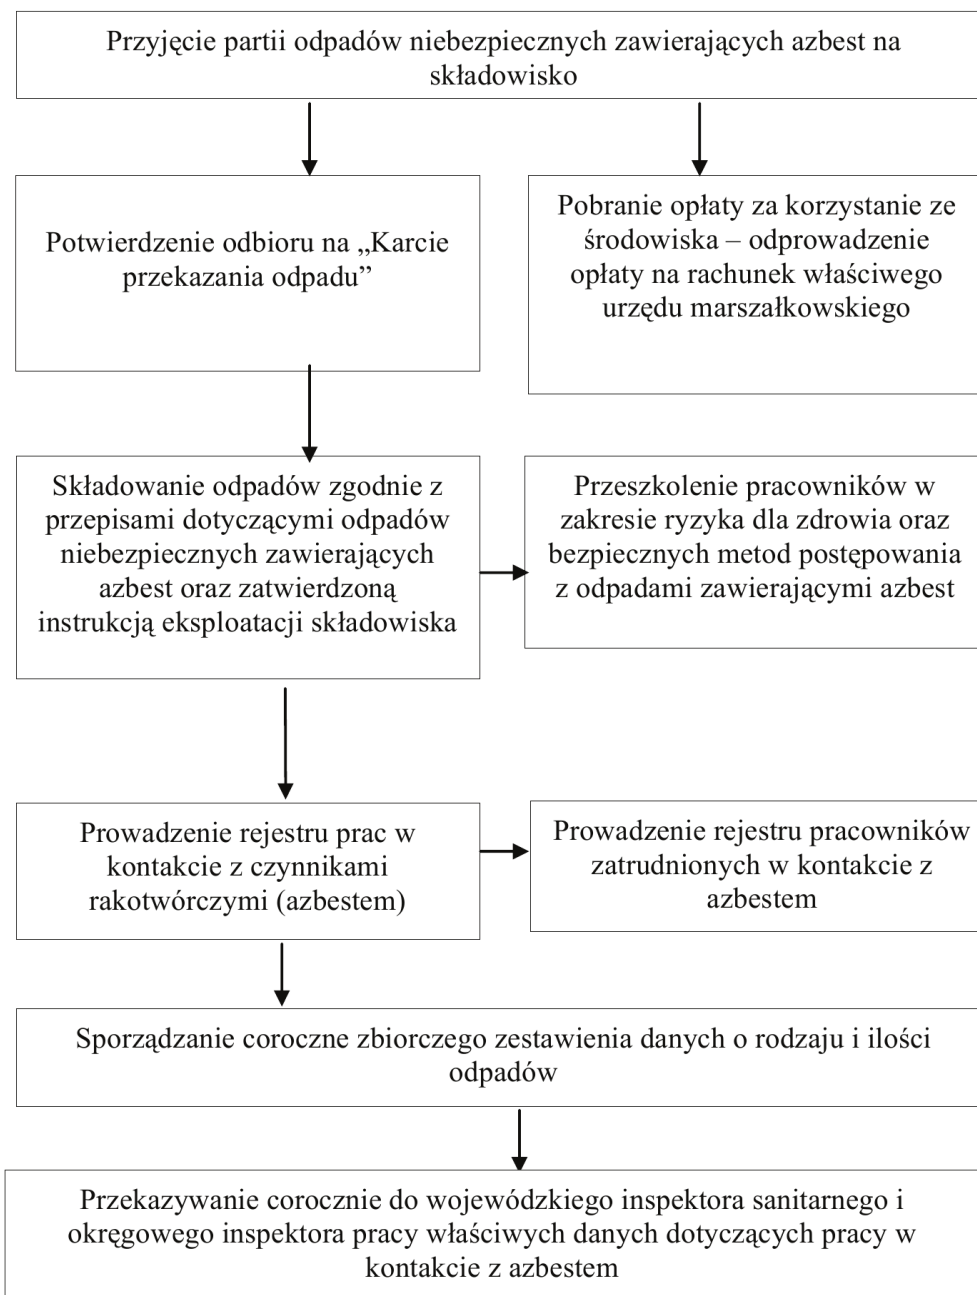 Przyjęcie partii odpadów niebezpiecznych zawierających azbest na
składowisko
Potwierdzenie odbioru na „Karcie
przekazania odpadu”
Pobranie opłaty za korzystanie ze
środowiska – odprowadzenie
opłaty na rachunek właściwego
urzędu marszałkowskiego
Składowanie odpadów zgodnie z
przepisami dotyczącymi odpadów
niebezpiecznych zawierających
azbest oraz zatwierdzoną
instrukcją eksploatacji składowiska
Przeszkolenie pracowników w
zakresie ryzyka dla zdrowia oraz
bezpiecznych metod postępowania
z odpadami zawierającymi azbest
Prowadzenie rejestru prac w
kontakcie z czynnikami
rakotwórczymi (azbestem)
Prowadzenie rejestru pracowników
zatrudnionych w kontakcie z
azbestem
Sporządzanie coroczne zbiorczego zestawienia danych o rodzaju i ilości
odpadów
Przekazywanie corocznie do wojewódzkiego inspektora sanitarnego i
okręgowego inspektora pracy właściwych danych dotyczących pracy w
kontakcie z azbestem